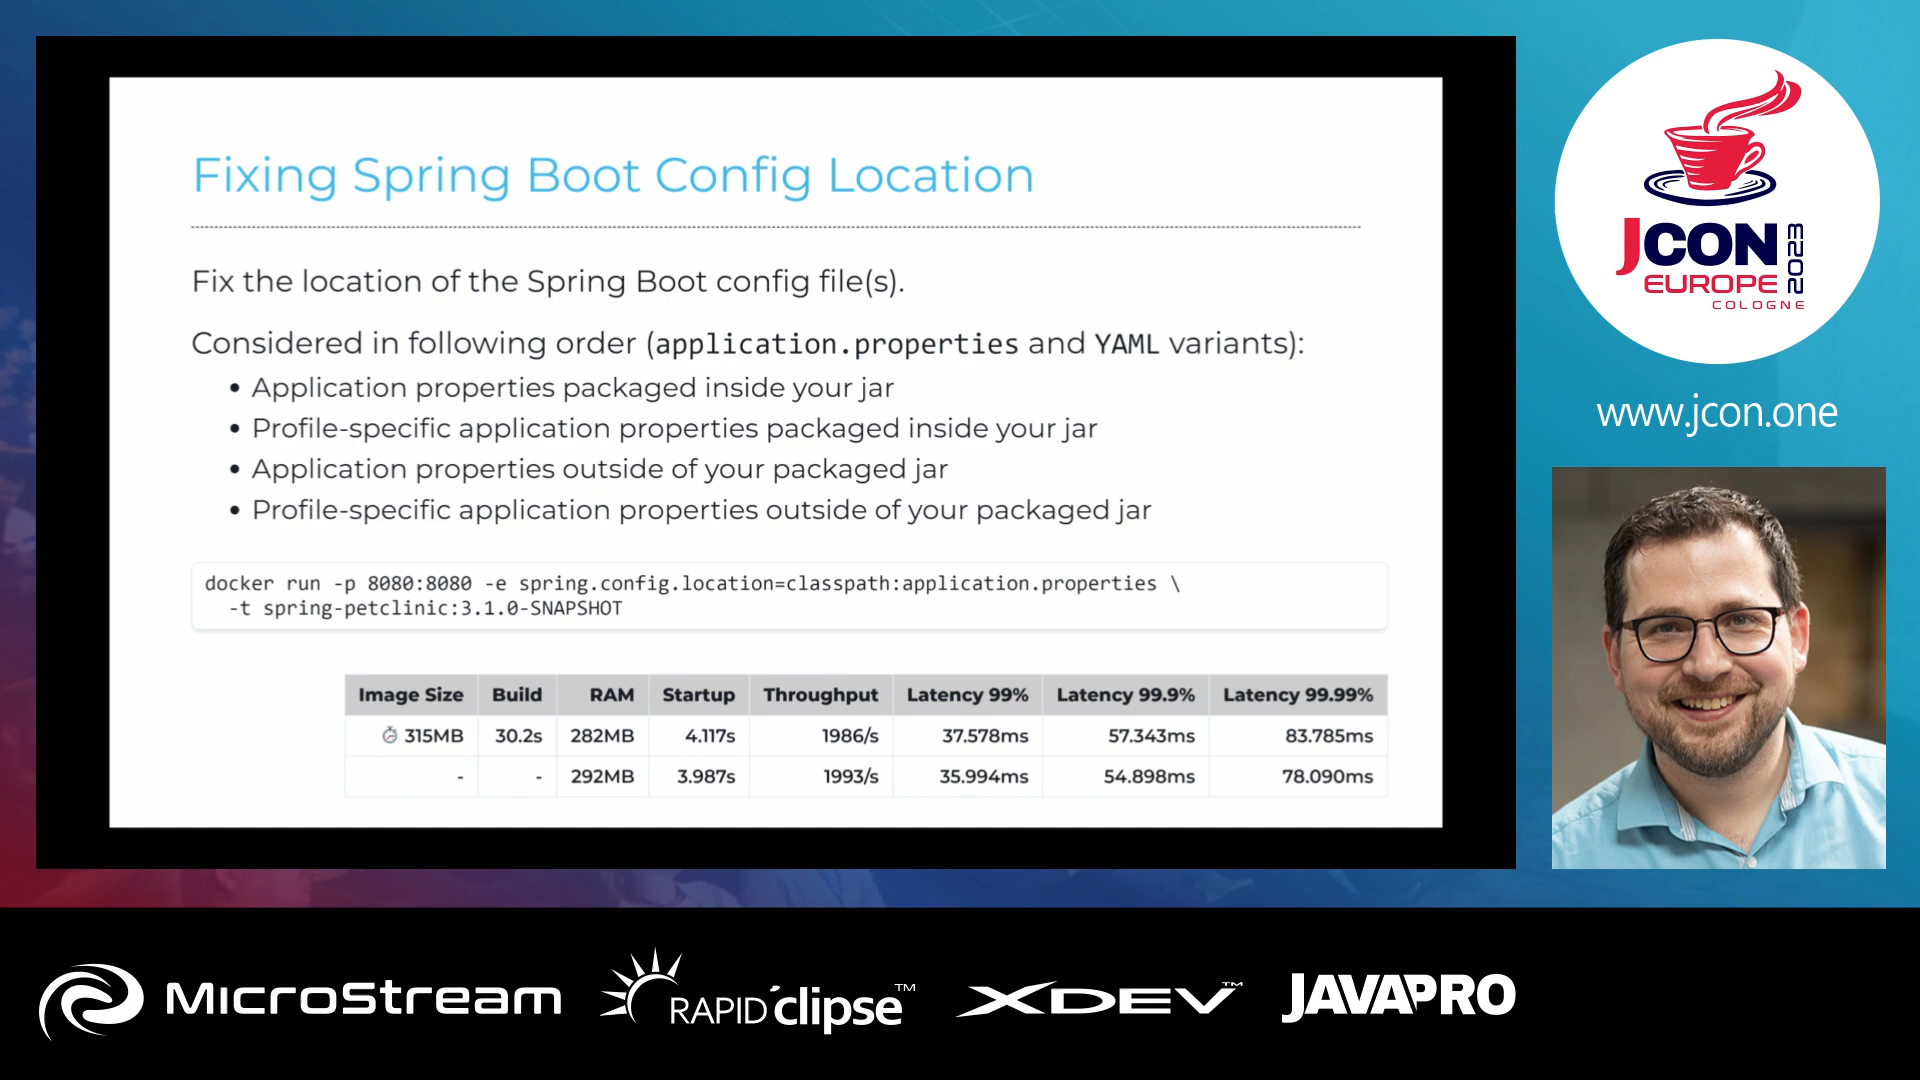 Fixing Spring Boot Config Location
Fix the location of the Spring Boot config file(s).
Considered in following order (application.properties and YAML variants):
• Application properties packaged inside your jar
• Profile-specific application properties packaged inside your jar
• Application properties outside of your packaged jar
• Profile-specific application properties outside of your packaged jar
docker run -p 8080:8080 -e spring.config.location=classpath:application.properties \
-t spring-petclinic:3.1.0-SNAPSHOT
Image Size Build RAM Startup Throughput Latency 99% Latency 99.9% Latency 99.99%
⏱ 315MB 30.2s 282MB 4.117s 1986/s 37.578ms 57.343ms 83.785ms
- - 292MB 3.987s 1993/s 35.994ms 54.898ms 78.090ms
JCON
EUROPE
2023
COLOGNE
www.jcon.one
MicroStream
RAPID'clipse™
XDEV™
JAVAPRO